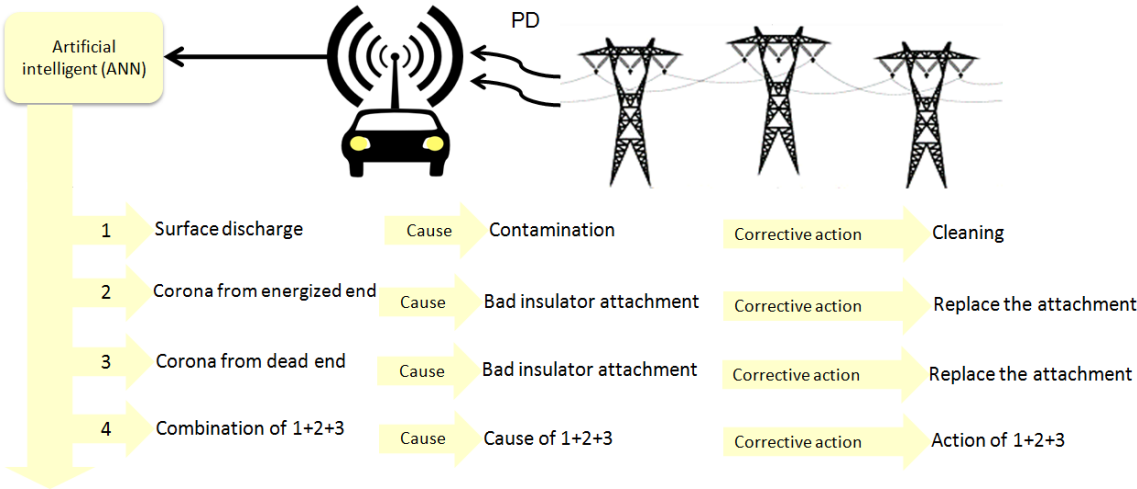 PD
Artificial
intelligent (ANN)
1 Surface discharge Cause Contamination Corrective action Cleaning
2 Corona from energized end Cause Bad insulator attachment Corrective action Replace the attachment
3 Corona from dead end Cause Bad insulator attachment Corrective action Replace the attachment
4 Combination of 1+2+3 Cause Cause of 1+2+3 Corrective action Action of 1+2+3